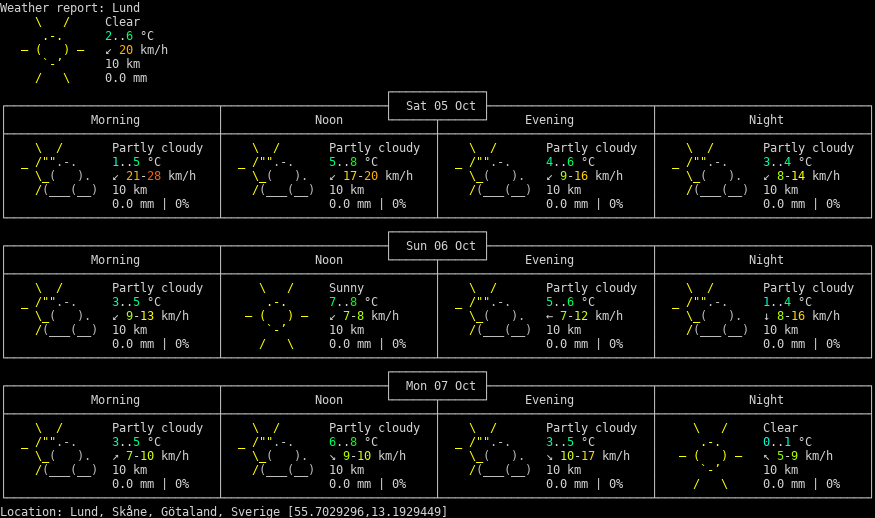 Weather report: Lund
Clear
2..6 °C
↙ 20 km/h
10 km
0.0 mm
Sat 05 Oct
Morning Noon Evening Night
Partly cloudy Partly cloudy Partly cloudy Partly cloudy
1..5 °C 5..8 °C 4..6 °C 3..4 °C
↙ 21-28 km/h ↙ 17-20 km/h ↙ 9-16 km/h ↙ 8-14 km/h
10 km 10 km 10 km 10 km
0.0 mm | 0% 0.0 mm | 0% 0.0 mm | 0% 0.0 mm | 0%
Sun 06 Oct
Morning Noon Evening Night
Partly cloudy Sunny Partly cloudy Partly cloudy
3..5 °C 7..8 °C 5..6 °C 1..4 °C
↙ 9-13 km/h ↙ 7-8 km/h ← 7-12 km/h ↓ 8-16 km/h
10 km 10 km 10 km 10 km
0.0 mm | 0% 0.0 mm | 0% 0.0 mm | 0% 0.0 mm | 0%
Mon 07 Oct
Morning Noon Evening Night
Partly cloudy Partly cloudy Partly cloudy Clear
3..5 °C 6..8 °C 3..5 °C 0..1 °C
↗ 7-10 km/h ↘ 9-10 km/h ↘ 10-17 km/h ↖ 5-9 km/h
10 km 10 km 10 km 10 km
0.0 mm | 0% 0.0 mm | 0% 0.0 mm | 0% 0.0 mm | 0%
Location: Lund, Skåne, Götaland, Sverige [55.7029296,13.1929449]